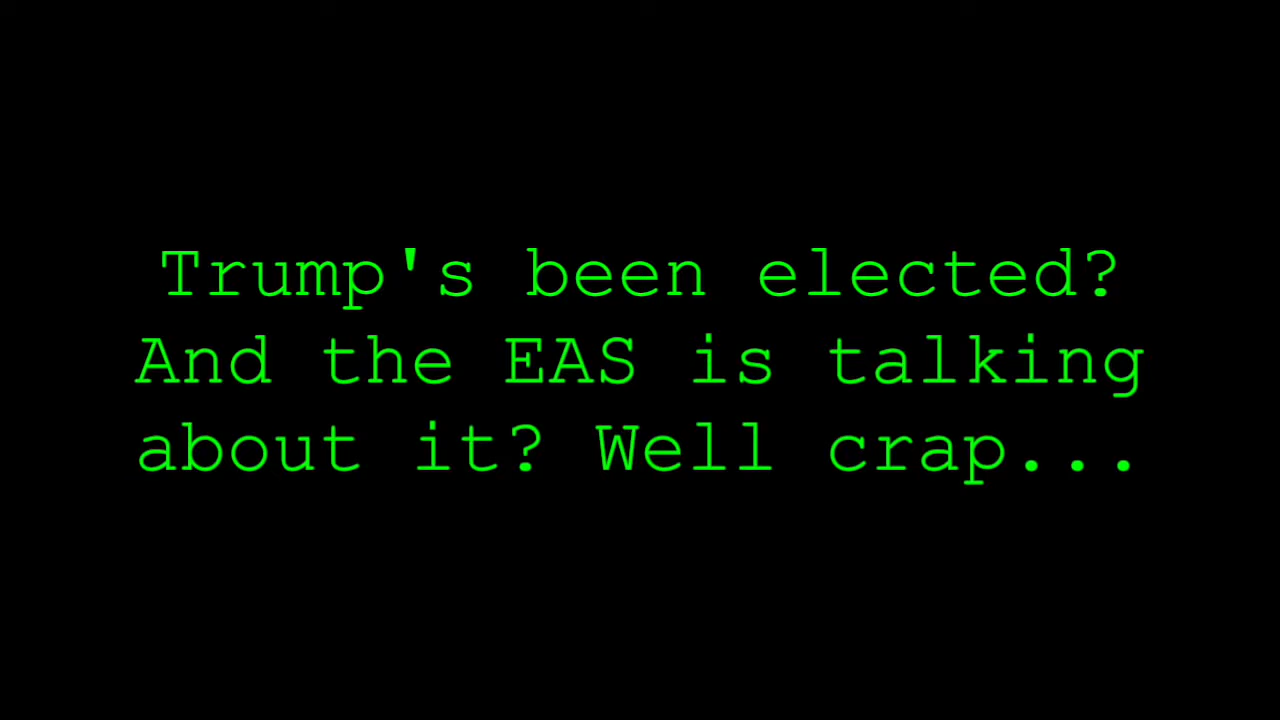 Trump's been elected?
And the EAS is talking
about it? Well crap...